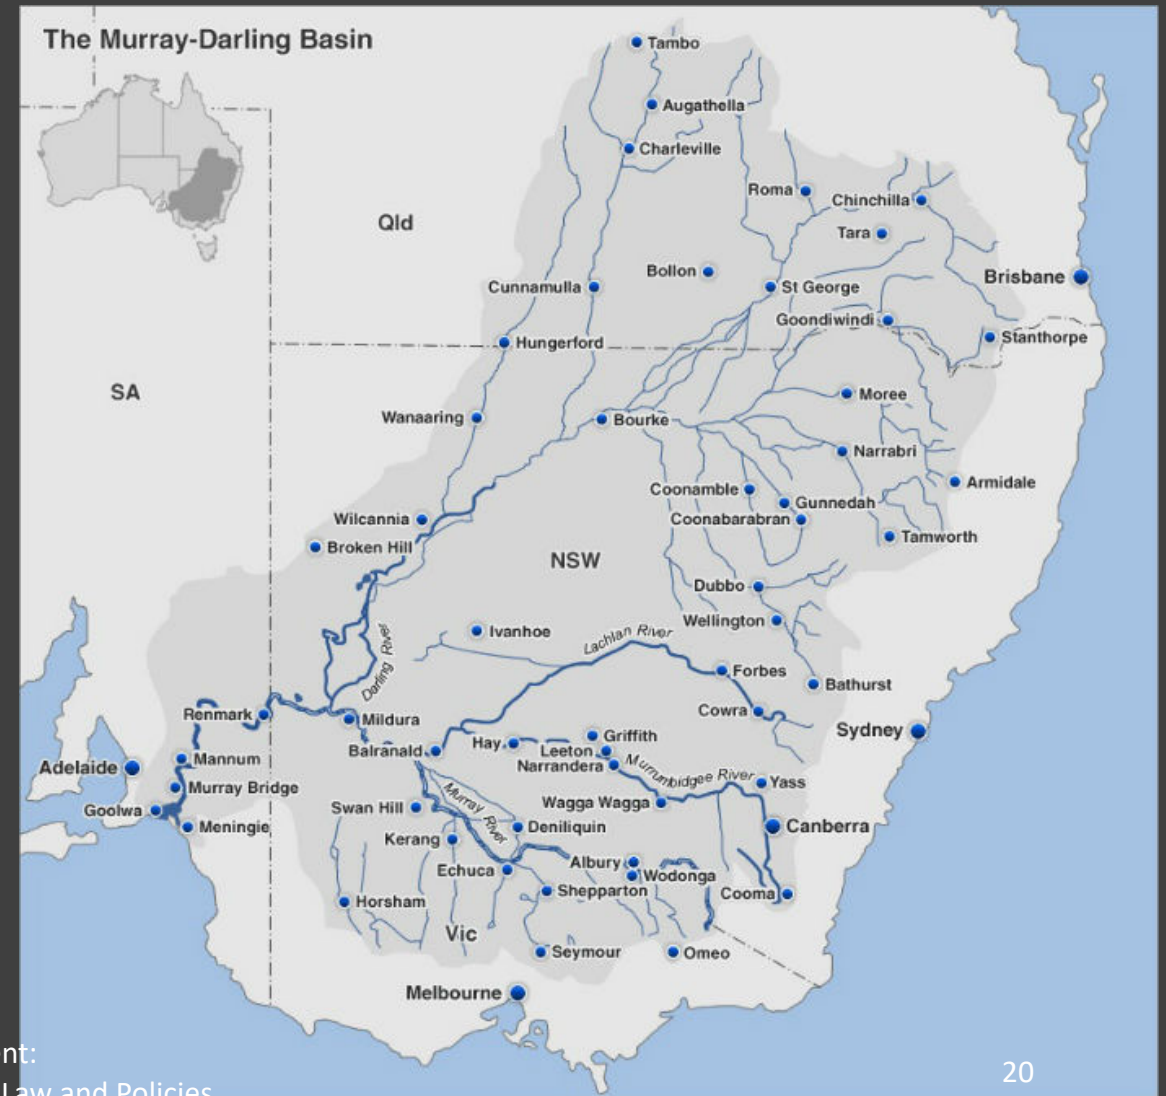 The Murray-Darling Basin
Tambo
Augathella
Charleville
Roma
Chinchilla
Tara
Qld
Bollon
Brisbane
Cunnamulla
St George
Goondiwindi
Stanthorpe
Hungerford
SA
Moree
Wanaaring
Bourke
Narrabri
Armidale
Coonamble
Gunnedah
Wilcannia
Coonabarabran
Tamworth
Broken Hill
NSW
Dubbo
Wellington
Ivanhoe
Lachlan River
Darling River
Forbes
Bathurst
Cowra
Renmark
Mildura
Sydney
Griffith
Hay
Leeton
Balranald
Mannum
Narrandera
Murrumbidgee River
Adelaide
Yass
Murray Bridge
Murray River
Wagga Wagga
Swan Hill
Goolwa
Meningie
Deniliquin
Canberra
Kerang
Albury
Echuca
Wodonga
Shepparton
Cooma
Horsham
Vic
Seymour
Omeo
Melbourne
nt:
Law and Policies
20